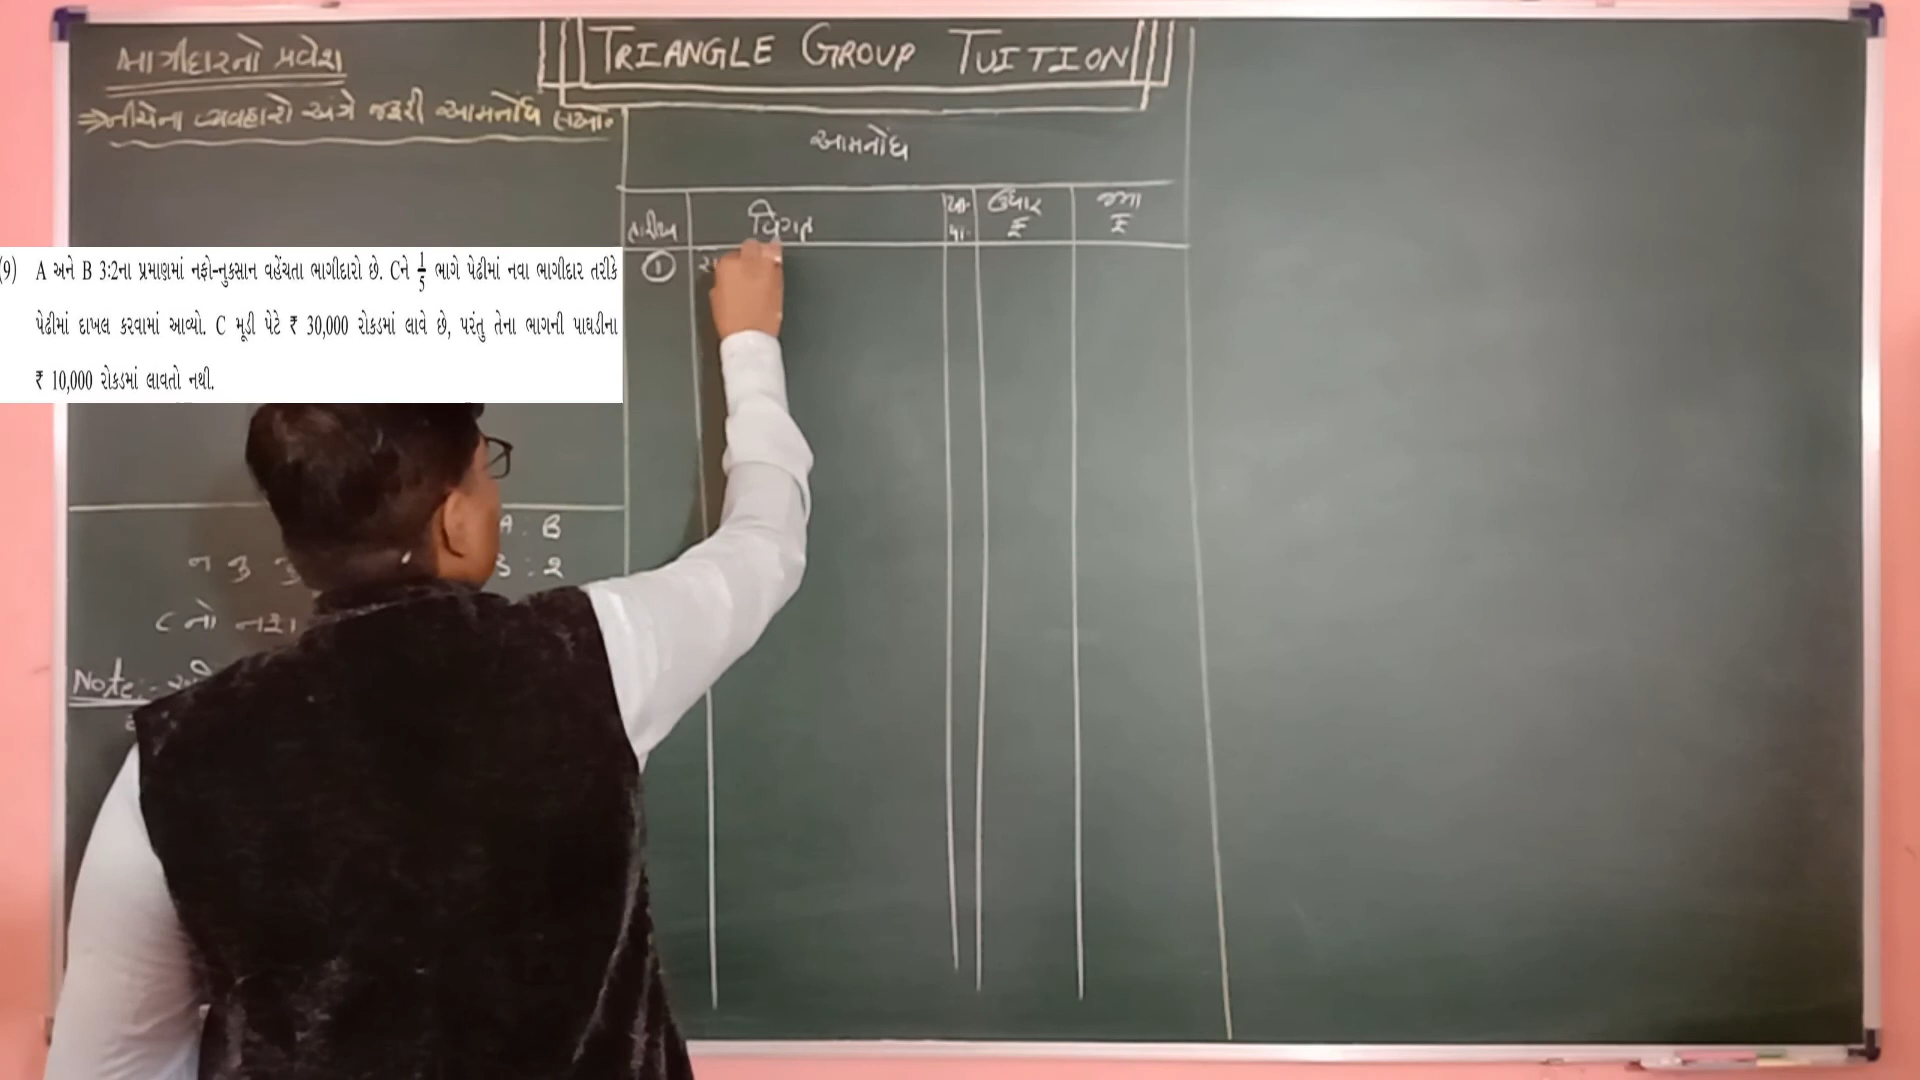 ભાગીદારનો પ્રવેશ
TRIANGLE GROUP TUITION
⇒ નીચેના વ્યવહારો અંગે જરૂરી આમનોંધ લખો.
આમનોંધ
તારીખ વિગત ખા. પા. ઉધાર ₹ જમા ₹
①
(9) A અને B 3:2ના પ્રમાણમાં નફો-નુકસાન વહેંચતા ભાગીદારો છે. Cને 1/5 ભાગે પેઢીમાં નવા ભાગીદાર તરીકે
પેઢીમાં દાખલ કરવામાં આવ્યો. C મૂડી પેટે ₹ 30,000 રોકડમાં લાવે છે, પરંતુ તેના ભાગની પાઘડીના
₹ 10,000 રોકડમાં લાવતો નથી.
A . B
ન નુ 3 : 2
C નો
Note:-